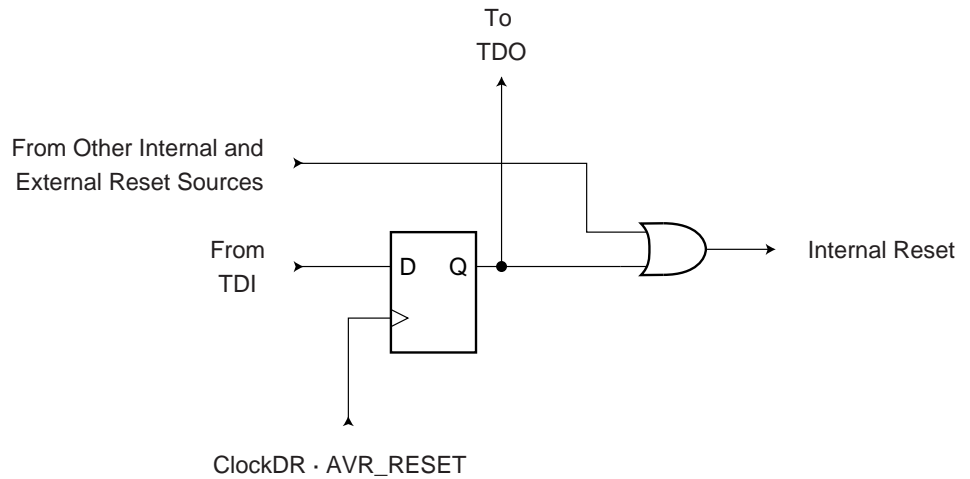 To
TDO
From Other Internal and
External Reset Sources
From
TDI
D Q
Internal Reset
ClockDR · AVR_RESET